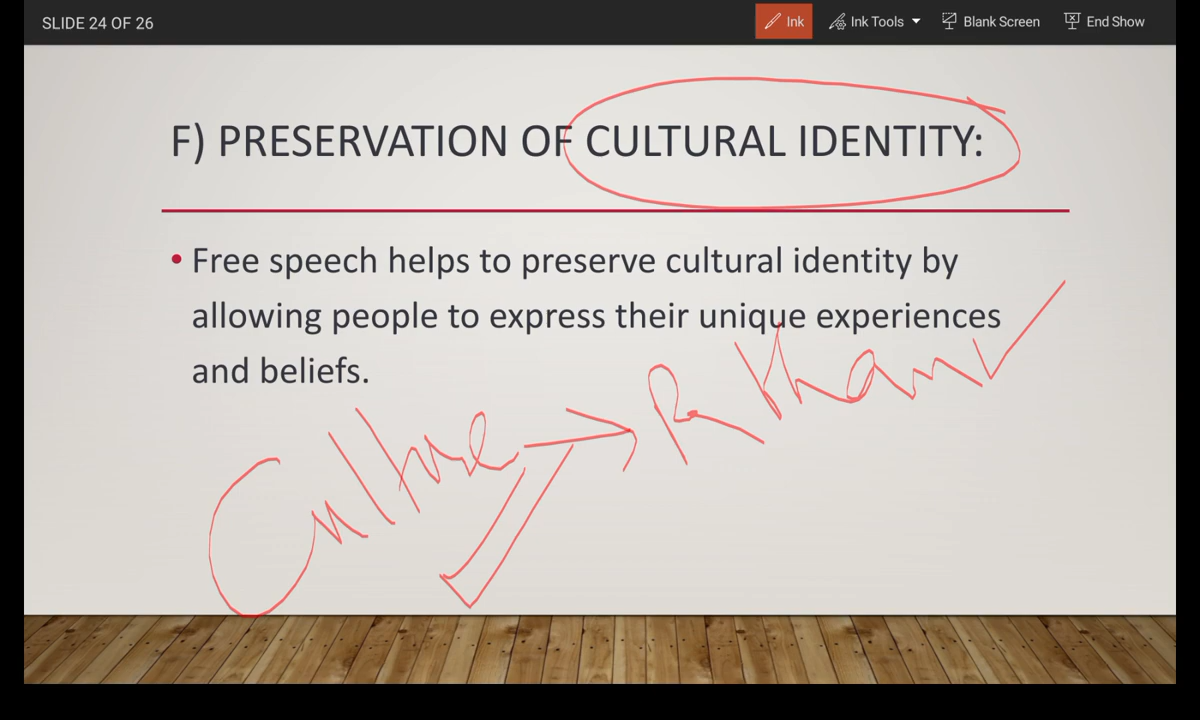 SLIDE 24 OF 26
Ink Ink Tools Blank Screen End Show
F) PRESERVATION OF CULTURAL IDENTITY:
• Free speech helps to preserve cultural identity by
allowing people to express their unique experiences
and beliefs.
Culture → R Kham